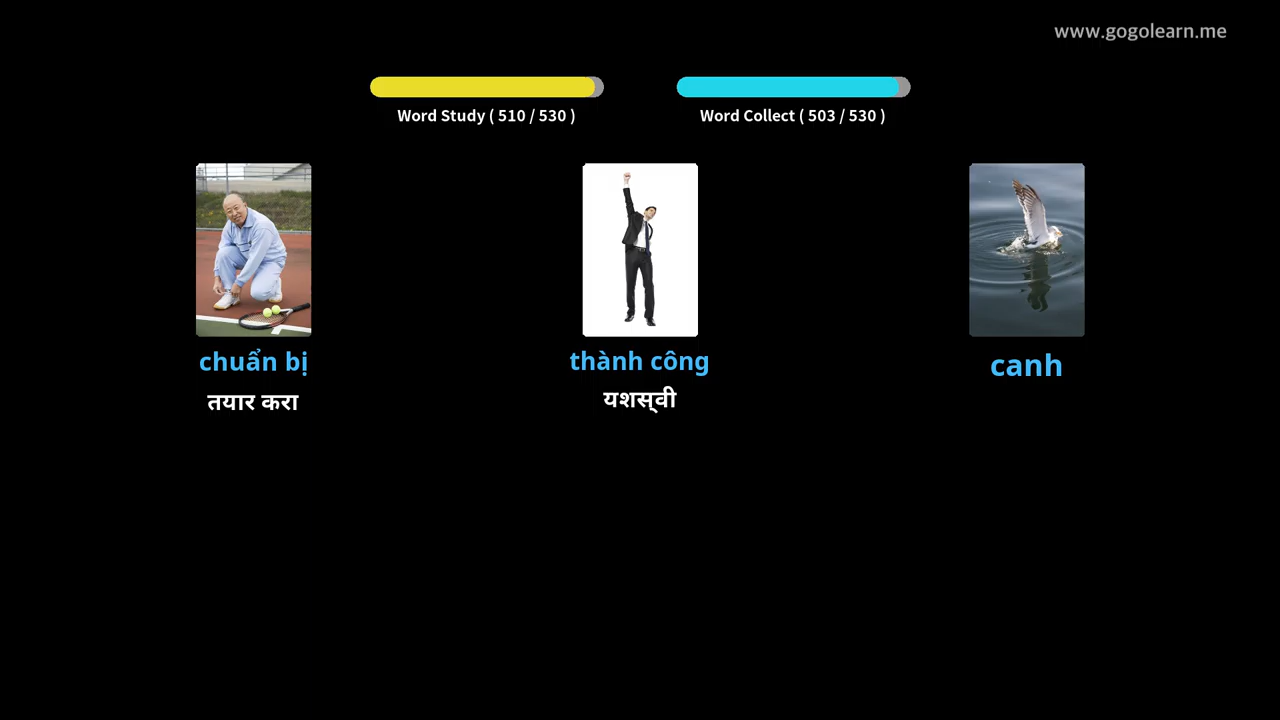 www.gogolearn.me
Word Study ( 510 / 530 )
Word Collect ( 503 / 530 )
chuẩn bị
तयार करा
thành công
यशस्वी
canh